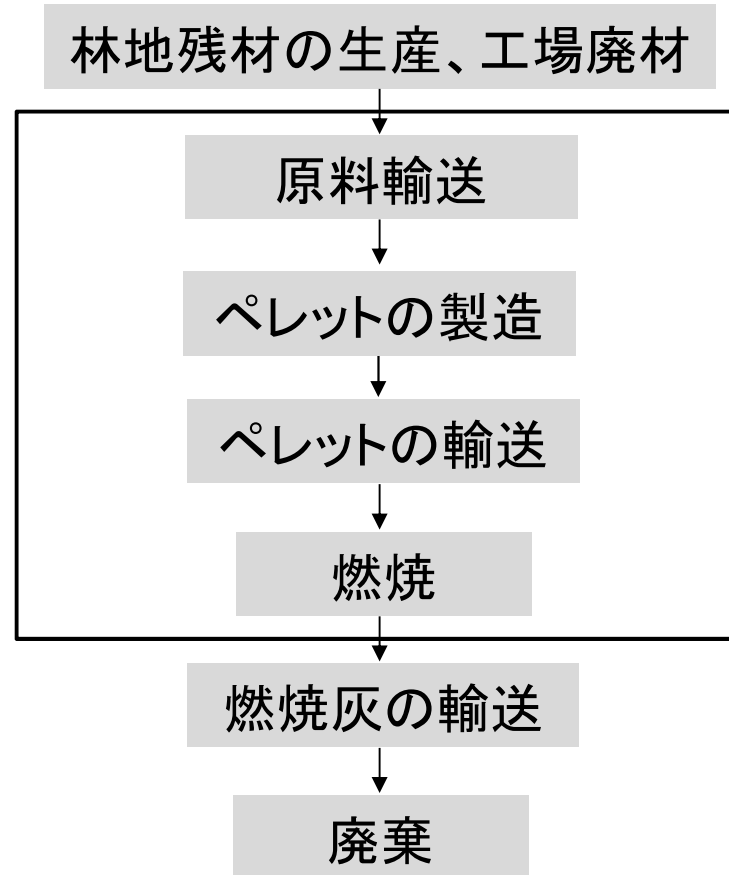 林地残材の生産、工場廃材
原料輸送
ペレットの製造
ペレットの輸送
燃焼
燃焼灰の輸送
廃棄